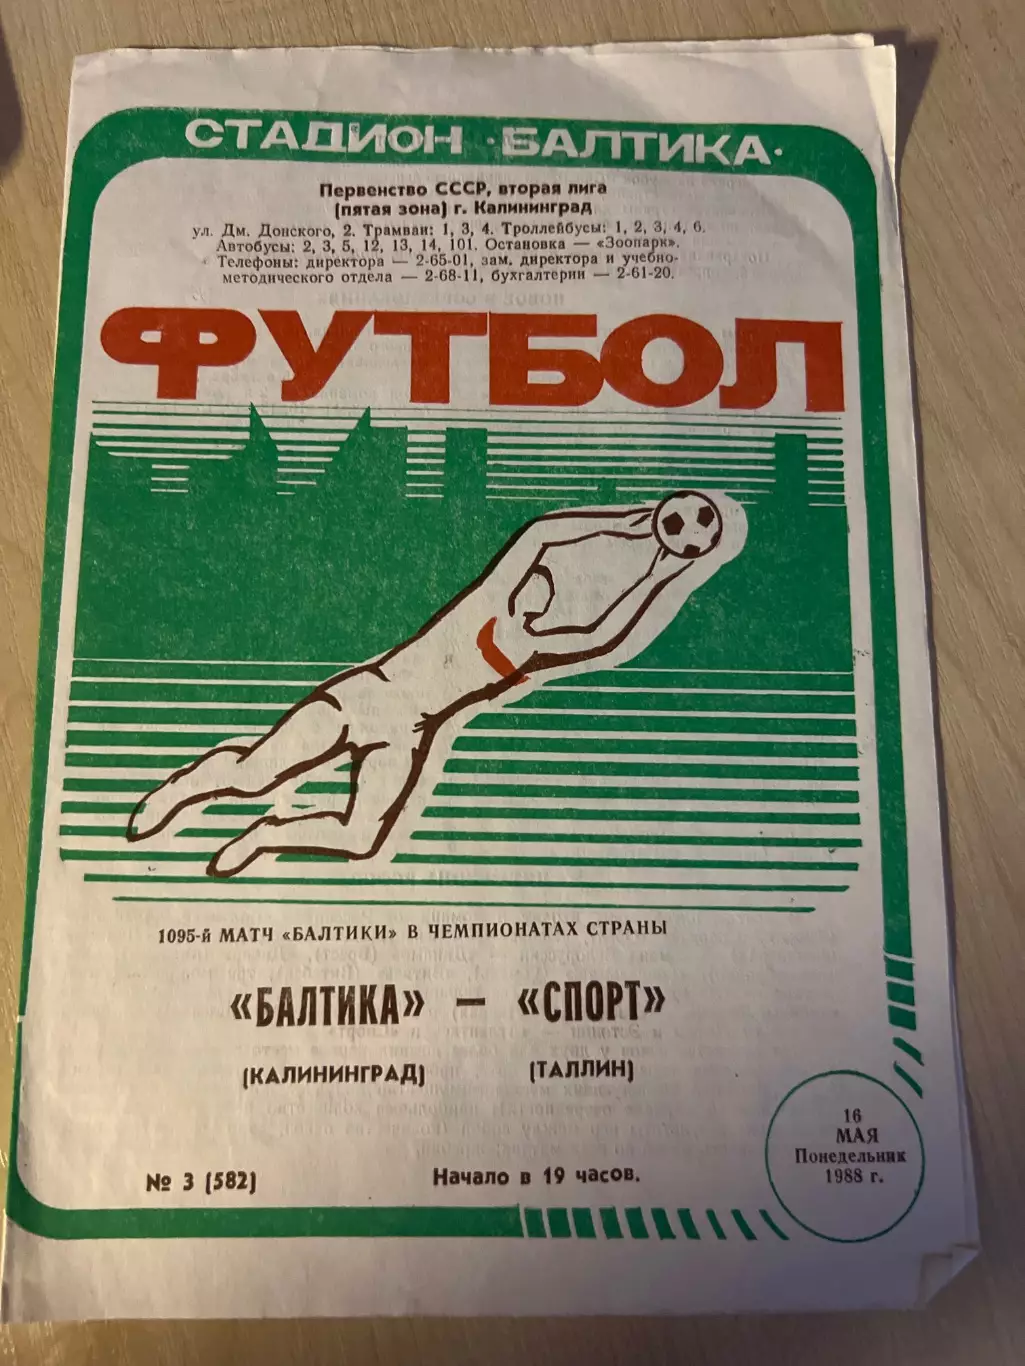 СТАДИОН · БАЛТИКА ·
Первенство СССР, вторая лига
(пятая зона) г. Калининград
ул. Дм. Донского, 2. Трамваи: 1, 3, 4. Троллейбусы: 1, 2, 3, 4, 6.
Автобусы: 2, 3, 5, 12, 13, 14, 101. Остановка — «Зоопарк».
Телефоны: директора — 2-65-01, зам. директора и учебно-
методического отдела — 2-68-11, бухгалтерии — 2-61-20.
ФУТБОЛ
1095-й МАТЧ «БАЛТИКИ» В ЧЕМПИОНАТАХ СТРАНЫ
«БАЛТИКА» — «СПОРТ»
(КАЛИНИНГРАД) (ТАЛЛИН)
16
МАЯ
Понедельник
1988 г.
№ 3 (582) Начало в 19 часов.